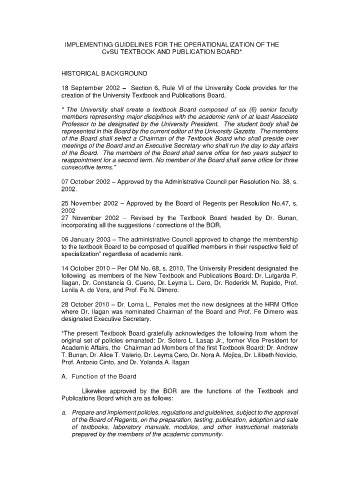 IMPLEMENTING GUIDELINES FOR THE OPERATIONALIZATION OF THE
CvSU TEXTBOOK AND PUBLICATION BOARD*
HISTORICAL BACKGROUND
18 September 2002 – Section 6, Rule VI of the University Code provides for the
creation of the University Textbook and Publications Board.
“ The University shall create a textbook Board composed of six (6) senior faculty
members representing major disciplines with the academic rank of at least Associate
Professor to be designated by the University President. The student body shall be
represented in this Board by the current editor of the University Gazette. The members
of the Board shall select a Chairman of the Textbook Board who shall preside over
meetings of the Board and an Executive Secretary who shall run the day to day affairs
of the Board. The members of the Board shall serve office for two years subject to
reappointment for a second term. No member of the Board shall serve office for three
consecutive terms.”
07 October 2002 – Approved by the Administrative Council per Resolution No. 38, s.
2002.
25 November 2002 – Approved by the Board of Regents per Resolution No.47, s.
2002
27 November 2002 – Revised by the Textbook Board headed by Dr. Bunan,
incorporating all the suggestions / corrections of the BOR.
06 January 2003 – The administrative Council approved to change the membership
to the textbook Board to be composed of qualified members in their respective field of
specialization” regardless of academic rank.
14 October 2010 – Per OM No. 68, s. 2010, The University President designated the
following as members of the New Textbook and Publications Board: Dr. Lulgarda P.
Ilagan, Dr. Constancia G. Cueno, Dr. Leyma L. Cero, Dr. Roderick M. Rupido, Prof.
Lenila A. de Vera, and Prof. Fe N. Dimero.
28 October 2010 – Dr. Lorna L. Penales met the new designees at the HRM Office
where Dr. Ilagan was nominated Chairman of the Board and Prof. Fe Dimero was
designated Executive Secretary.
*The present Textbook Board gratefully acknowledges the following from whom the
original set of policies emanated: Dr. Sotero L. Lasap Jr., former Vice President for
Academic Affairs, the Chairman ad Members of the first Textbook Board: Dr. Andrew
T. Bunan, Dr. Alice T. Valerio, Dr. Leyma Cero, Dr. Nora A. Mojica, Dr. Lilibeth Novicio,
Prof. Antonio Cinto, and Dr. Yolanda A. Ilagan
A. Function of the Board
Likewise approved by the BOR are the functions of the Textbook and
Publications Board which are as follows:
a. Prepare and implement policies, regulations and guidelines, subject to the approval
of the Board of Regents, on the preparation, testing, publication, adoption and sale
of textbooks, laboratory manuals, modules, and other instructional materials
prepared by the members of the academic community.